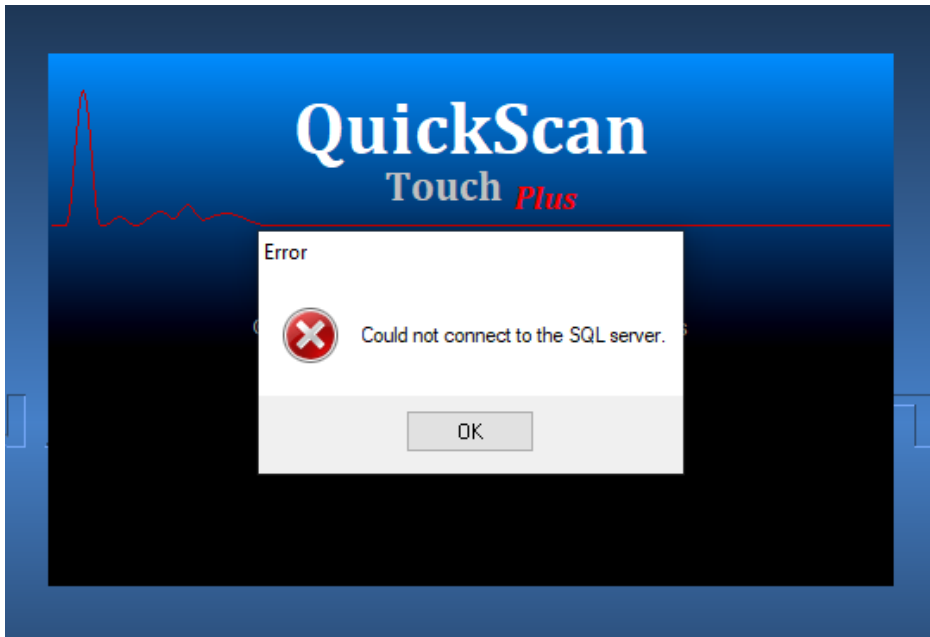 QuickScan
Touch Plus
Error
Could not connect to the SQL server.
OK